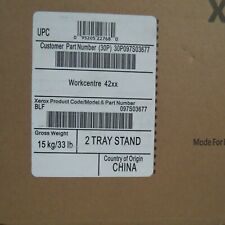 UPC
0 95205 22768 0
Customer Part Number (30P) 30P097S03677
Workcentre 42xx
Xerox Product Code/Model & Part Number
BLF 097S03677
Gross Weight
15 kg/33 lb
2 TRAY STAND
Country of Origin
CHINA
X
Made For